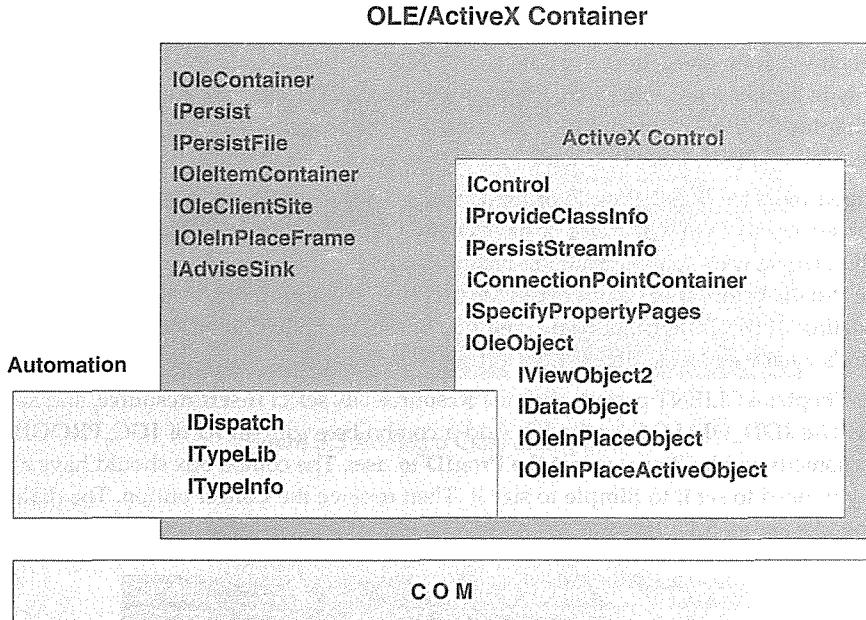 OLE/ActiveX Container
IOleContainer
IPersist
IPersistFile
IOleItemContainer
IOleClientSite
IOleInPlaceFrame
IAdviseSink
ActiveX Control
IControl
IProvideClassInfo
IPersistStreamInfo
IConnectionPointContainer
ISpecifyPropertyPages
IOleObject
IViewObject2
IDataObject
IOleInPlaceObject
IOleInPlaceActiveObject
Automation
IDispatch
ITypeLib
ITypeInfo
C O M